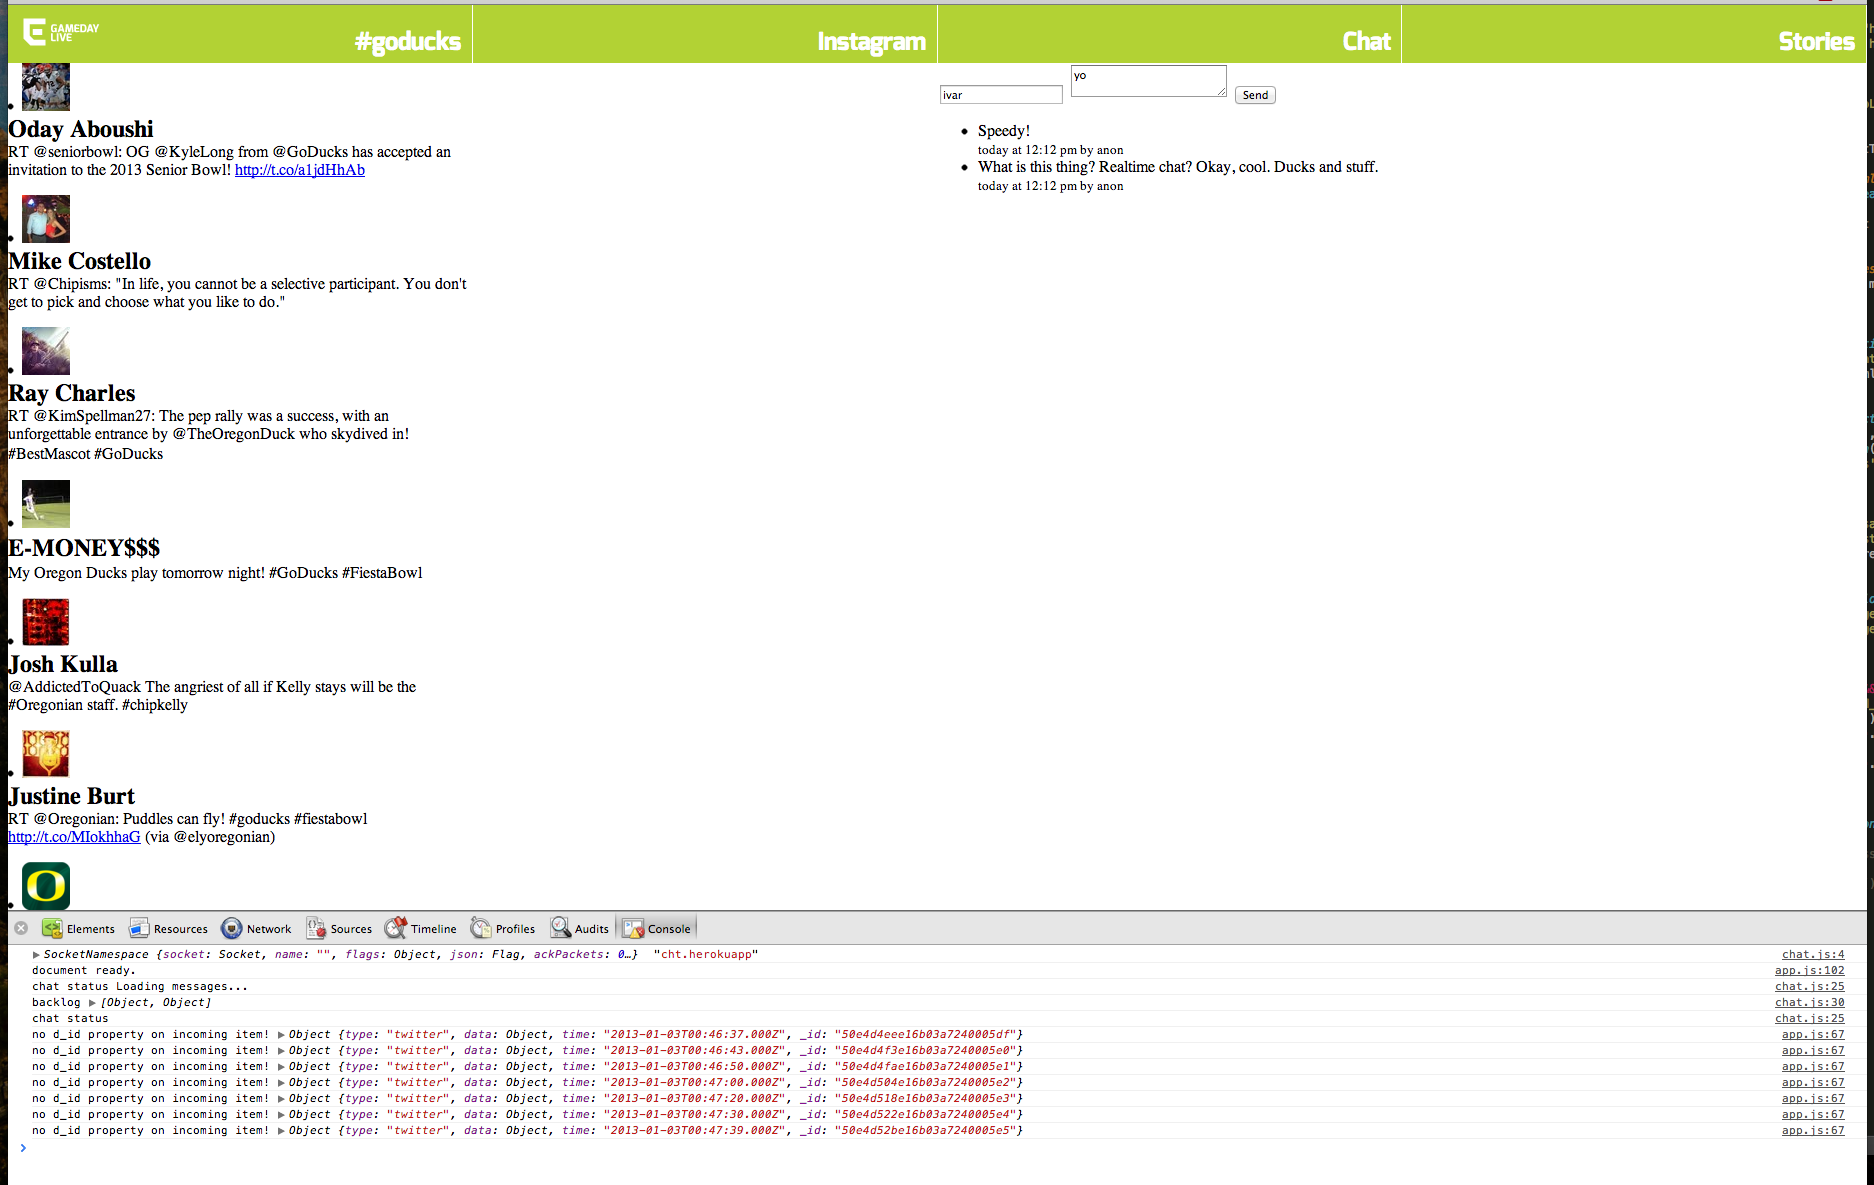 GAMEDAY
LIVE
#goducks
Instagram
Chat
Stories
Oday Aboushi
RT @seniorbowl: OG @KyleLong from @GoDucks has accepted an
invitation to the 2013 Senior Bowl! http://t.co/a1jdHhAb
Mike Costello
RT @Chipisms: "In life, you cannot be a selective participant. You don't
get to pick and choose what you like to do."
Ray Charles
RT @KimSpellman27: The pep rally was a success, with an
unforgettable entrance by @TheOregonDuck who skydived in!
#BestMascot #GoDucks
E-MONEY$$$
My Oregon Ducks play tomorrow night! #GoDucks #FiestaBowl
Josh Kulla
@AddictedToQuack The angriest of all if Kelly stays will be the
#Oregonian staff. #chipkelly
Justine Burt
RT @Oregonian: Puddles can fly! #goducks #fiestabowl
http://t.co/MIokhhaG (via @elyoregonian)
O
ivar
yo
Send
Speedy!
today at 12:12 pm by anon
What is this thing? Realtime chat? Okay, cool. Ducks and stuff.
today at 12:12 pm by anon
Elements Resources Network Sources Timeline Profiles Audits Console
SocketNamespace {socket: Socket, name: "", flags: Object, json: Flag, ackPackets: 0…} "cht.herokuapp" chat.js:4
document ready. app.js:102
chat status Loading messages... chat.js:25
backlog [Object, Object] chat.js:30
chat status chat.js:25
no d_id property on incoming item! Object {type: "twitter", data: Object, time: "2013-01-03T00:46:37.000Z", _id: "50e4d4eee16b03a7240005df"} app.js:67
no d_id property on incoming item! Object {type: "twitter", data: Object, time: "2013-01-03T00:46:43.000Z", _id: "50e4d4f3e16b03a7240005e0"} app.js:67
no d_id property on incoming item! Object {type: "twitter", data: Object, time: "2013-01-03T00:46:50.000Z", _id: "50e4d4fae16b03a7240005e1"} app.js:67
no d_id property on incoming item! Object {type: "twitter", data: Object, time: "2013-01-03T00:47:00.000Z", _id: "50e4d504e16b03a7240005e2"} app.js:67
no d_id property on incoming item! Object {type: "twitter", data: Object, time: "2013-01-03T00:47:20.000Z", _id: "50e4d518e16b03a7240005e3"} app.js:67
no d_id property on incoming item! Object {type: "twitter", data: Object, time: "2013-01-03T00:47:30.000Z", _id: "50e4d522e16b03a7240005e4"} app.js:67
no d_id property on incoming item! Object {type: "twitter", data: Object, time: "2013-01-03T00:47:39.000Z", _id: "50e4d52be16b03a7240005e5"} app.js:67